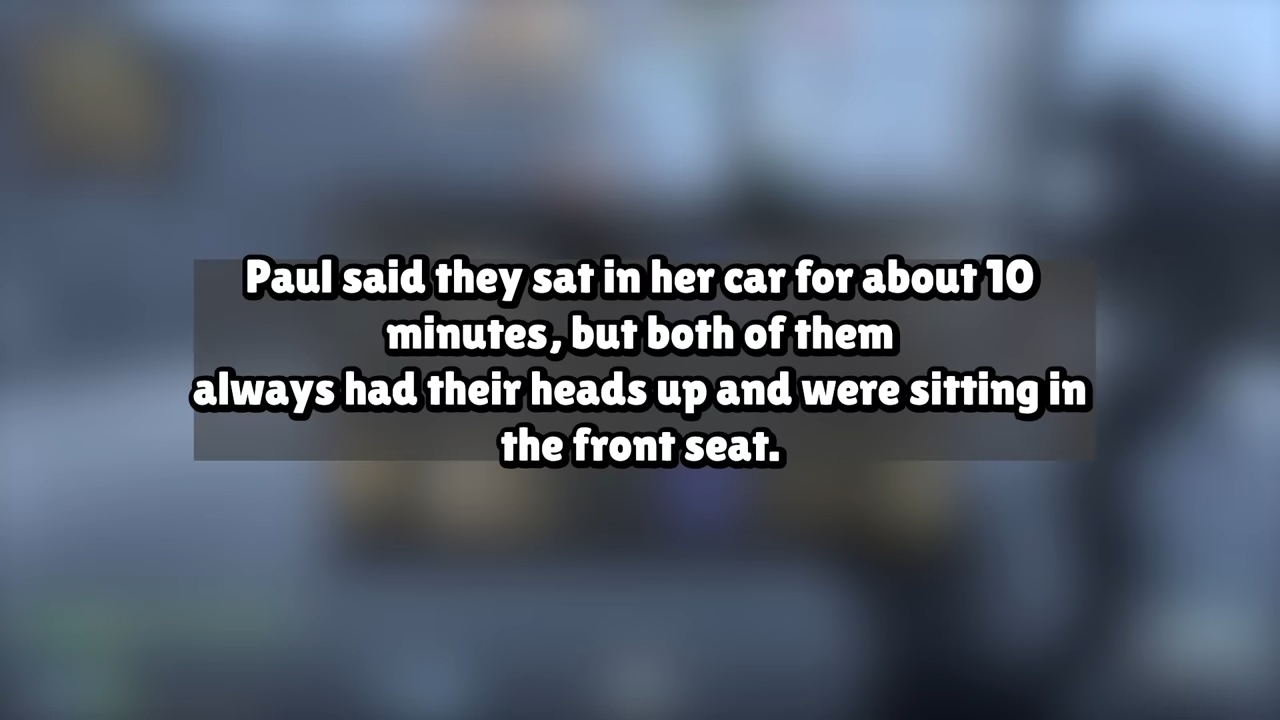 Paul said they sat in her car for about 10
minutes, but both of them
always had their heads up and were sitting in
the front seat.